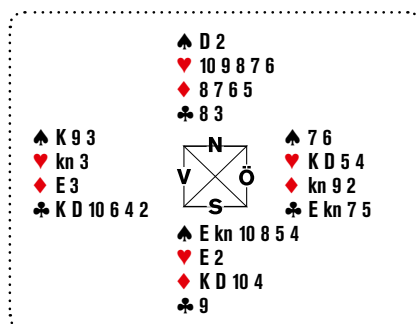 ♠ D 2
♥ 10 9 8 7 6
♦ 8 7 6 5
♣ 8 3
♠ K 9 3
♥ kn 3
♦ E 3
♣ K D 10 6 4 2
N
V Ö
S
♠ 7 6
♥ K D 5 4
♦ kn 9 2
♣ E kn 7 5
♠ E kn 10 8 5 4
♥ E 2
♦ K D 10 4
♣ 9